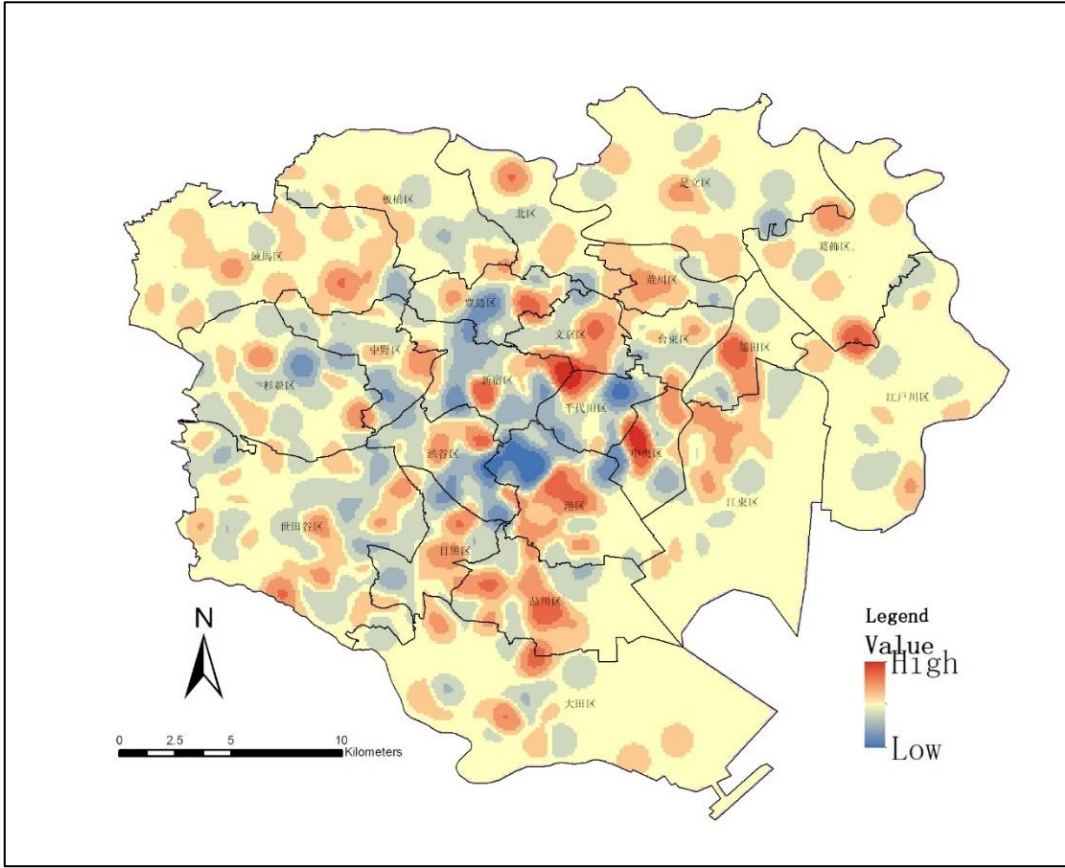 足立区
板橋区
北区
葛飾区
練馬区
荒川区
豊島区
文京区
台東区
墨田区
中野区
新宿区
杉並区
千代田区
江戸川区
渋谷区
中央区
港区
江東区
世田谷区
目黒区
品川区
大田区
N
Legend
Value
High
Low
0 2.5 5 10
Kilometers